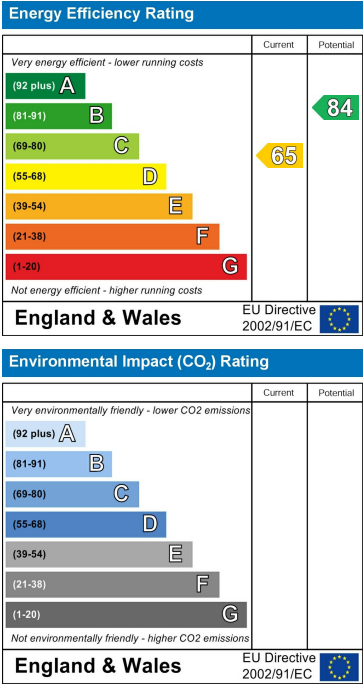 Energy Efficiency Rating
Current Potential
Very energy efficient - lower running costs
(92 plus) A
(81-91) B
84
(69-80) C
65
(55-68) D
(39-54) E
(21-38) F
(1-20) G
Not energy efficient - higher running costs
England & Wales
EU Directive
2002/91/EC
Environmental Impact (CO₂) Rating
Current Potential
Very environmentally friendly - lower CO2 emissions
(92 plus) A
(81-91) B
(69-80) C
(55-68) D
(39-54) E
(21-38) F
(1-20) G
Not environmentally friendly - higher CO2 emissions
England & Wales
EU Directive
2002/91/EC